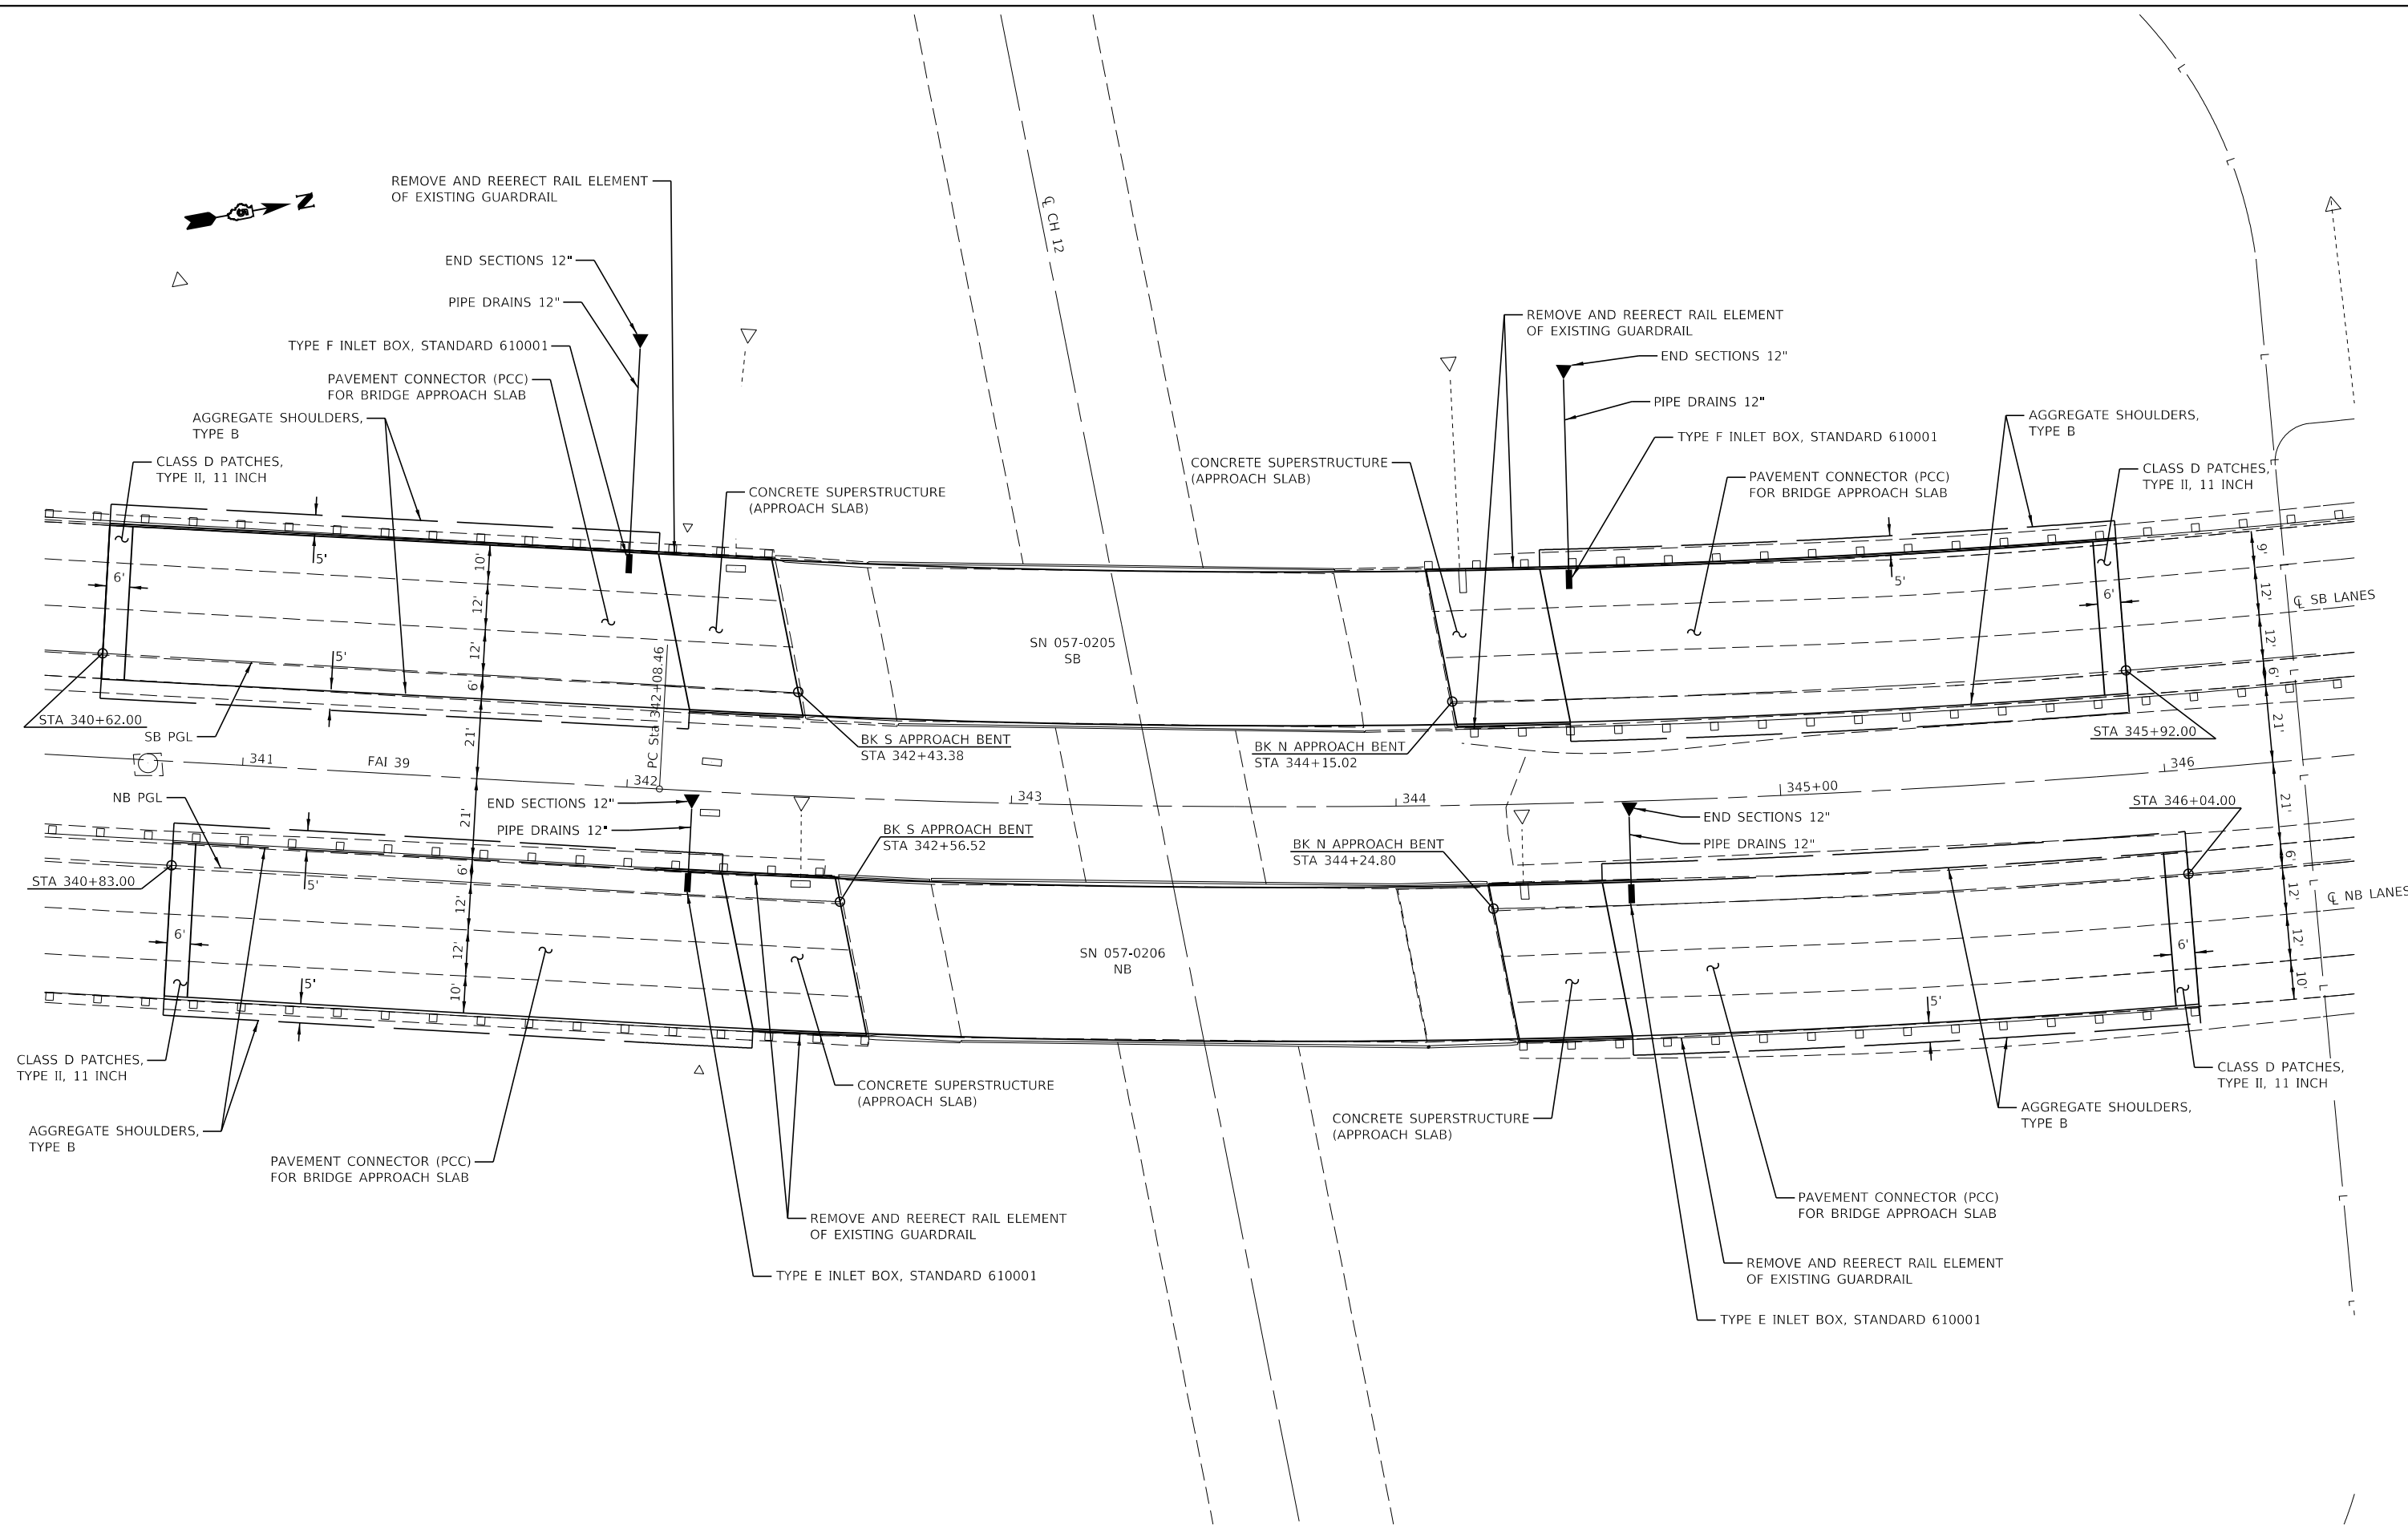 REMOVE AND REERECT RAIL ELEMENT
OF EXISTING GUARDRAIL
N
℄ CH 12
END SECTIONS 12"
PIPE DRAINS 12"
TYPE F INLET BOX, STANDARD 610001
PAVEMENT CONNECTOR (PCC)
FOR BRIDGE APPROACH SLAB
AGGREGATE SHOULDERS,
TYPE B
CLASS D PATCHES,
TYPE II, 11 INCH
CONCRETE SUPERSTRUCTURE
(APPROACH SLAB)
REMOVE AND REERECT RAIL ELEMENT
OF EXISTING GUARDRAIL
END SECTIONS 12"
PIPE DRAINS 12"
TYPE F INLET BOX, STANDARD 610001
CONCRETE SUPERSTRUCTURE
(APPROACH SLAB)
PAVEMENT CONNECTOR (PCC)
FOR BRIDGE APPROACH SLAB
AGGREGATE SHOULDERS,
TYPE B
CLASS D PATCHES,
TYPE II, 11 INCH
5'
6'
5'
10'
12'
12'
6'
21'
21'
6'
12'
12'
10'
5'
6'
9'
12'
12'
6'
21'
21'
6'
12'
12'
10'
℄ SB LANES
SN 057-0205
SB
STA 340+62.00
SB PGL
PC Sta 342+08.46
BK S APPROACH BENT
STA 342+43.38
BK N APPROACH BENT
STA 344+15.02
STA 345+92.00
341
FAI 39
342
343
344
345+00
346
NB PGL
END SECTIONS 12"
PIPE DRAINS 12"
STA 340+83.00
BK S APPROACH BENT
STA 342+56.52
BK N APPROACH BENT
STA 344+24.80
END SECTIONS 12"
PIPE DRAINS 12"
STA 346+04.00
℄ NB LANES
5'
6'
5'
SN 057-0206
NB
6'
5'
CLASS D PATCHES,
TYPE II, 11 INCH
AGGREGATE SHOULDERS,
TYPE B
PAVEMENT CONNECTOR (PCC)
FOR BRIDGE APPROACH SLAB
CONCRETE SUPERSTRUCTURE
(APPROACH SLAB)
REMOVE AND REERECT RAIL ELEMENT
OF EXISTING GUARDRAIL
TYPE E INLET BOX, STANDARD 610001
CONCRETE SUPERSTRUCTURE
(APPROACH SLAB)
CLASS D PATCHES,
TYPE II, 11 INCH
AGGREGATE SHOULDERS,
TYPE B
PAVEMENT CONNECTOR (PCC)
FOR BRIDGE APPROACH SLAB
REMOVE AND REERECT RAIL ELEMENT
OF EXISTING GUARDRAIL
TYPE E INLET BOX, STANDARD 610001
L
L
L
L
L
L
L
L
L
L